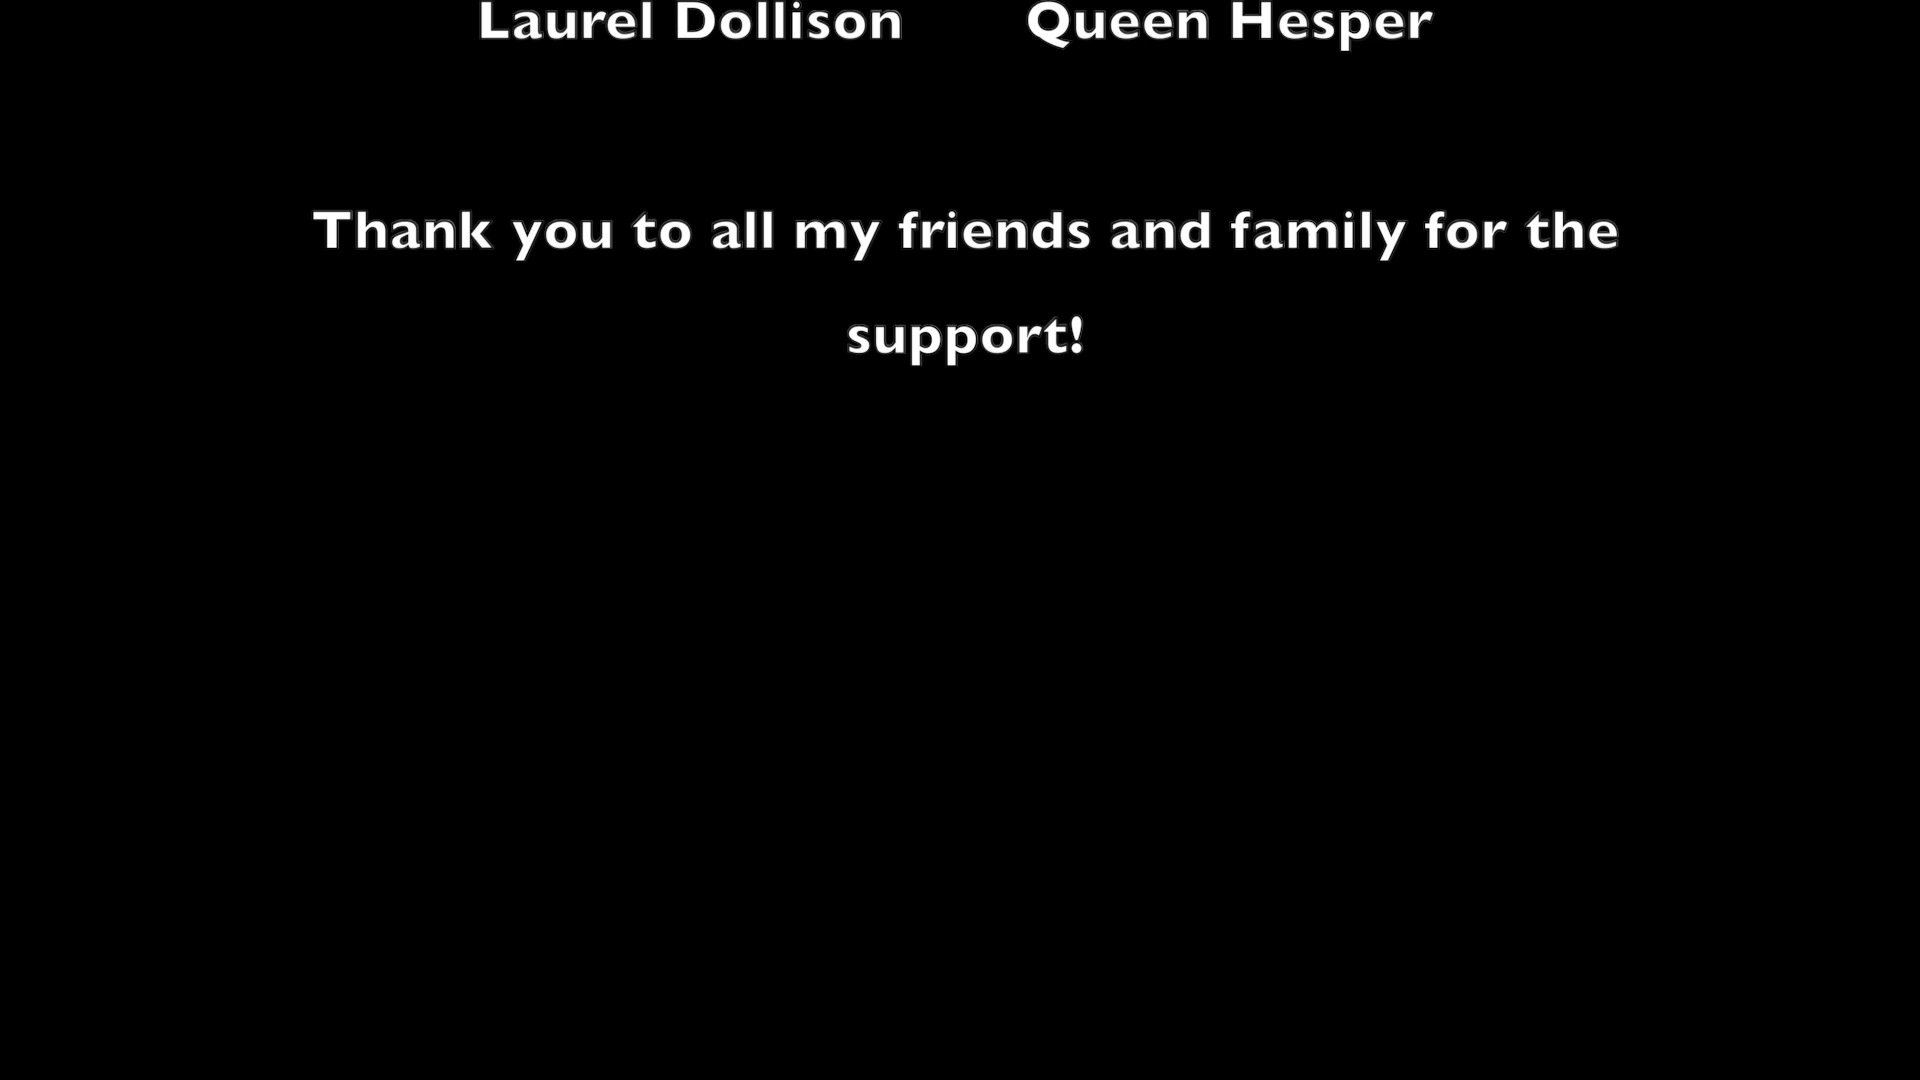 Laurel Dollison Queen Hesper
Thank you to all my friends and family for the
support!